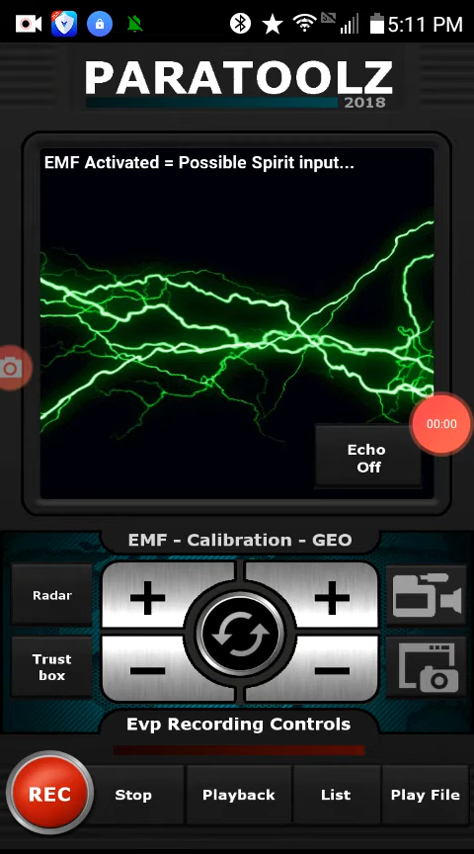 5:11 PM
PARATOOLZ
2018
EMF Activated = Possible Spirit input...
00:00
Echo
Off
EMF - Calibration - GEO
Radar
+
+
Trust
box
−
−
Evp Recording Controls
REC
Stop
Playback
List
Play File